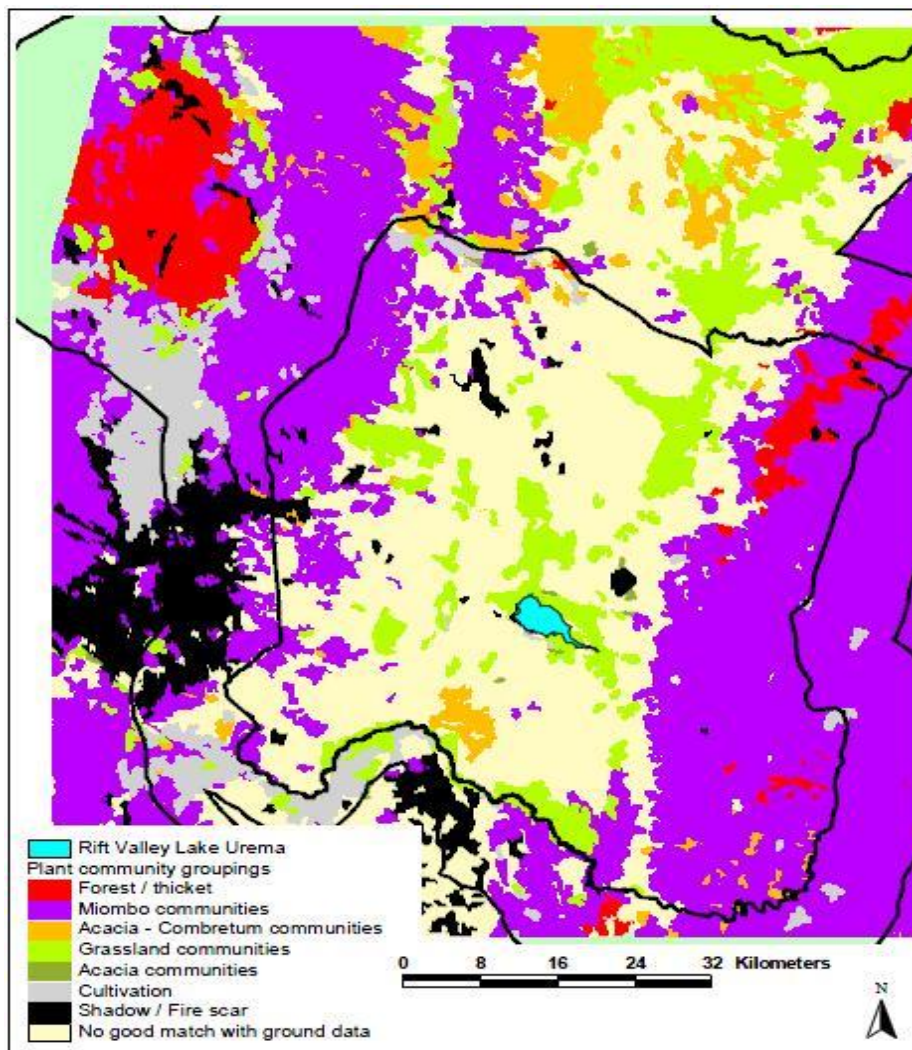 Rift Valley Lake Urema
Plant community groupings
Forest / thicket
Miombo communities
Acacia - Combretum communities
Grassland communities
Acacia communities
Cultivation
Shadow / Fire scar
No good match with ground data
0 8 16 24 32 Kilometers
N